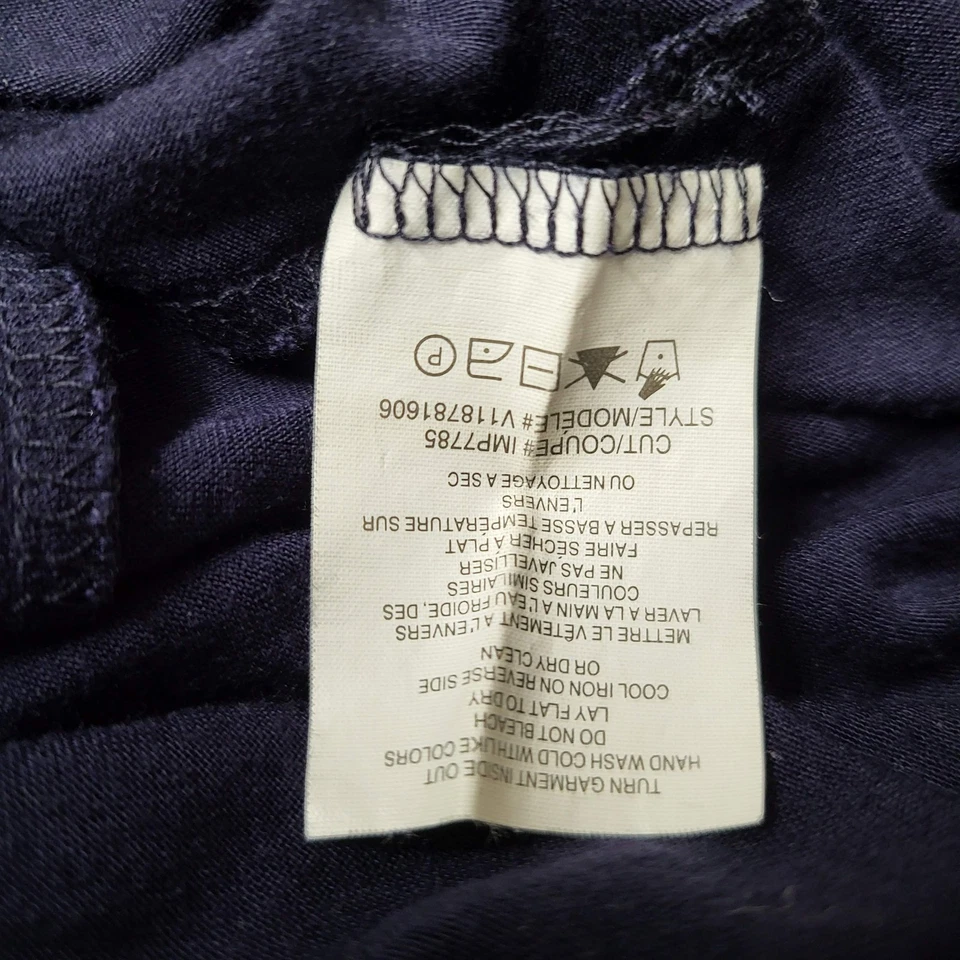 TURN GARMENT INSIDE OUT
HAND WASH COLD WITH LIKE COLORS
DO NOT BLEACH
LAY FLAT TO DRY
COOL IRON ON REVERSE SIDE
OR DRY CLEAN
METTRE LE VÊTEMENT A L'ENVERS
LAVER A LA MAIN A L'EAU FROIDE, DES
COULEURS SIMILAIRES
NE PAS JAVELLISER
FAIRE SÉCHER À PLAT
REPASSER A BASSE TEMPÉRATURE SUR
L'ENVERS
OU NETTOYAGE A SEC
CUT/COUPE# IMP7785
STYLE/MODÈLE# V118781606
P